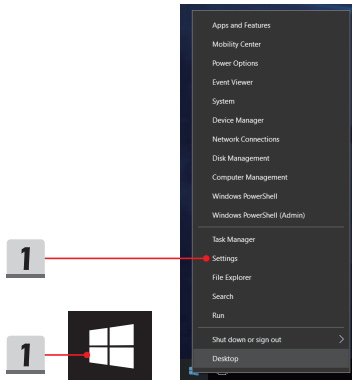 Apps and Features
Mobility Center
Power Options
Event Viewer
System
Device Manager
Network Connections
Disk Management
Computer Management
Windows PowerShell
Windows PowerShell (Admin)
Task Manager
1
Settings
File Explorer
Search
Run
Shut down or sign out
1
Desktop